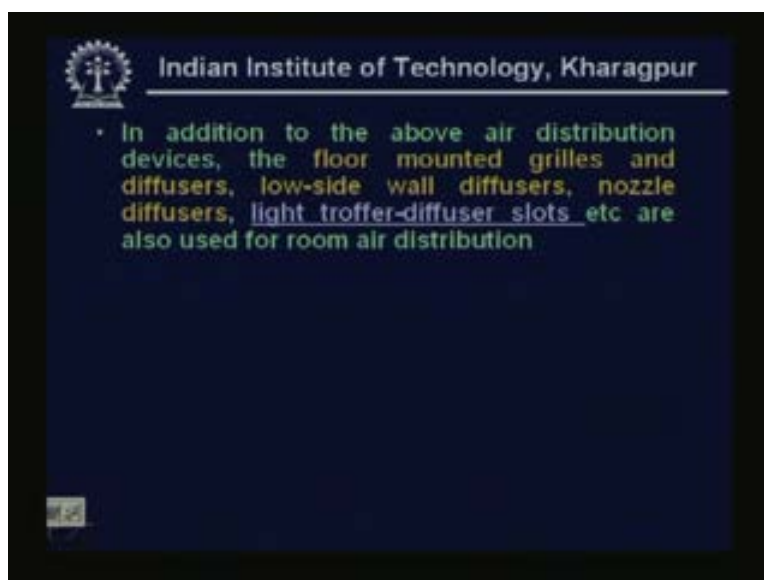 Indian Institute of Technology, Kharagpur
• In addition to the above air distribution
devices, the floor mounted grilles and
diffusers, low-side wall diffusers, nozzle
diffusers, light troffer-diffuser slots etc are
also used for room air distribution